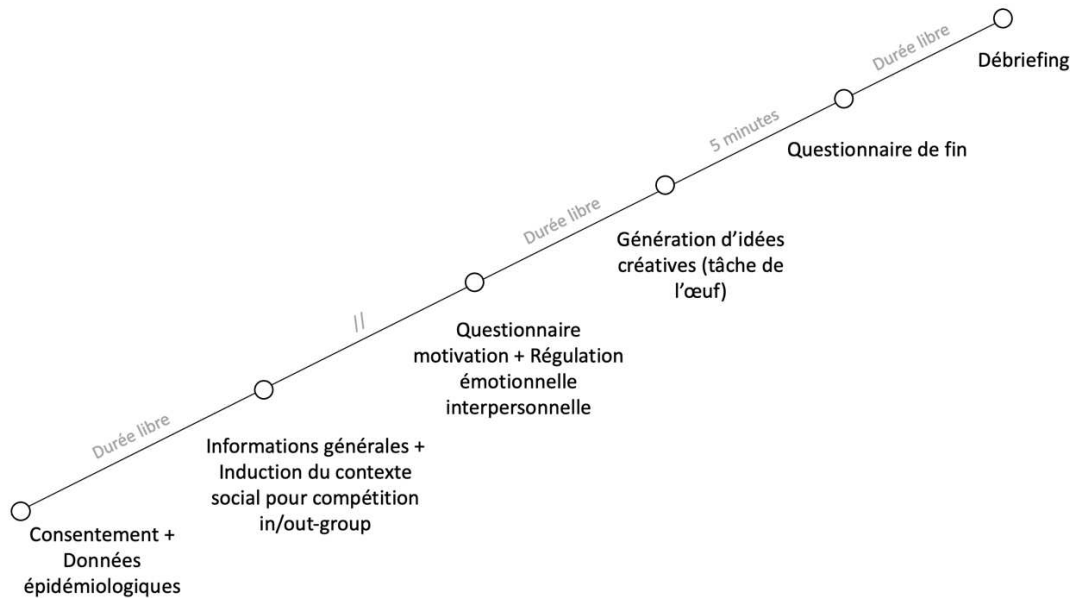 Durée libre
Débriefing
5 minutes
Questionnaire de fin
Durée libre
Génération d’idées
créatives (tâche de
l’œuf)
//
Questionnaire
motivation + Régulation
émotionnelle
interpersonnelle
Durée libre
Informations générales +
Induction du contexte
social pour compétition
in/out-group
Consentement +
Données
épidémiologiques